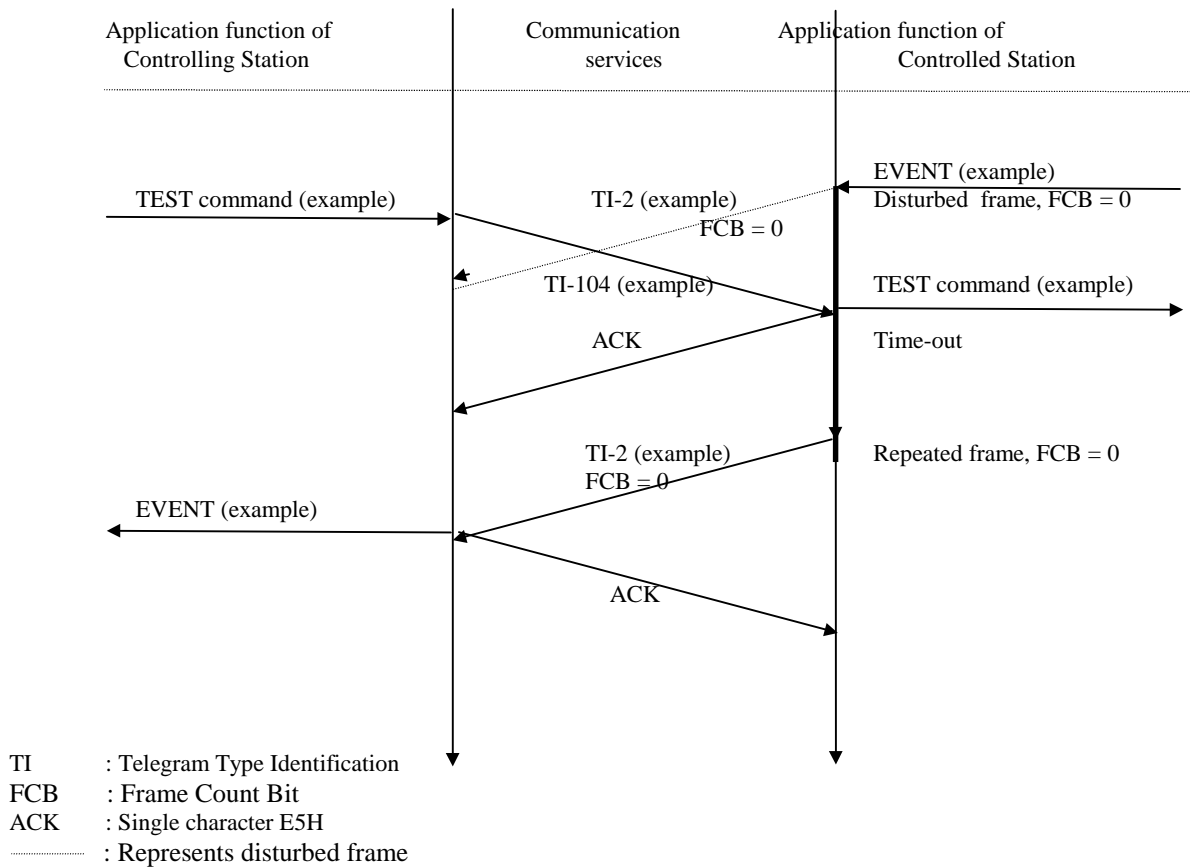 Application function of
Controlling Station
Communication
services
Application function of
Controlled Station
EVENT (example)
Disturbed frame, FCB = 0
TEST command (example)
TI-2 (example)
FCB = 0
TI-104 (example)
TEST command (example)
ACK
Time-out
TI-2 (example)
FCB = 0
Repeated frame, FCB = 0
EVENT (example)
ACK
TI : Telegram Type Identification
FCB : Frame Count Bit
ACK : Single character E5H
: Represents disturbed frame